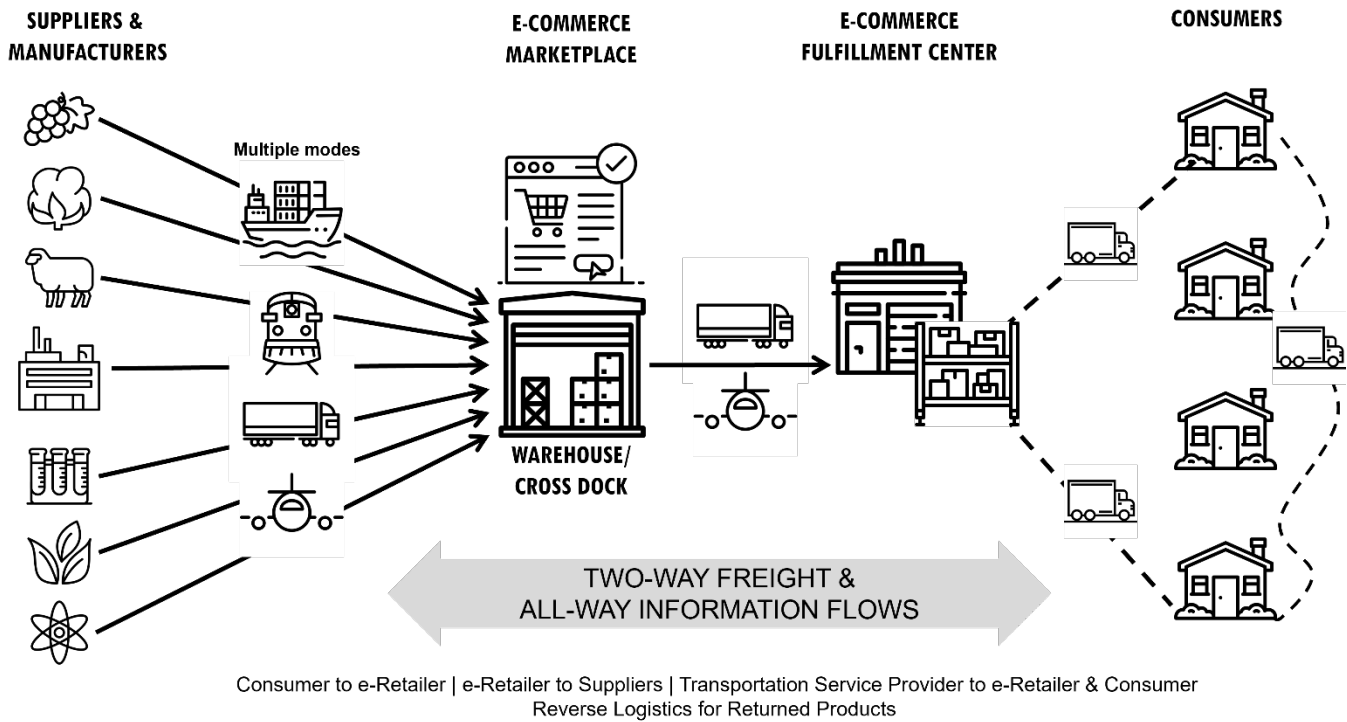 SUPPLIERS &
MANUFACTURERS
E-COMMERCE
MARKETPLACE
E-COMMERCE
FULFILLMENT CENTER
CONSUMERS
Multiple modes
WAREHOUSE/
CROSS DOCK
TWO-WAY FREIGHT &
ALL-WAY INFORMATION FLOWS
Consumer to e-Retailer | e-Retailer to Suppliers | Transportation Service Provider to e-Retailer & Consumer
Reverse Logistics for Returned Products